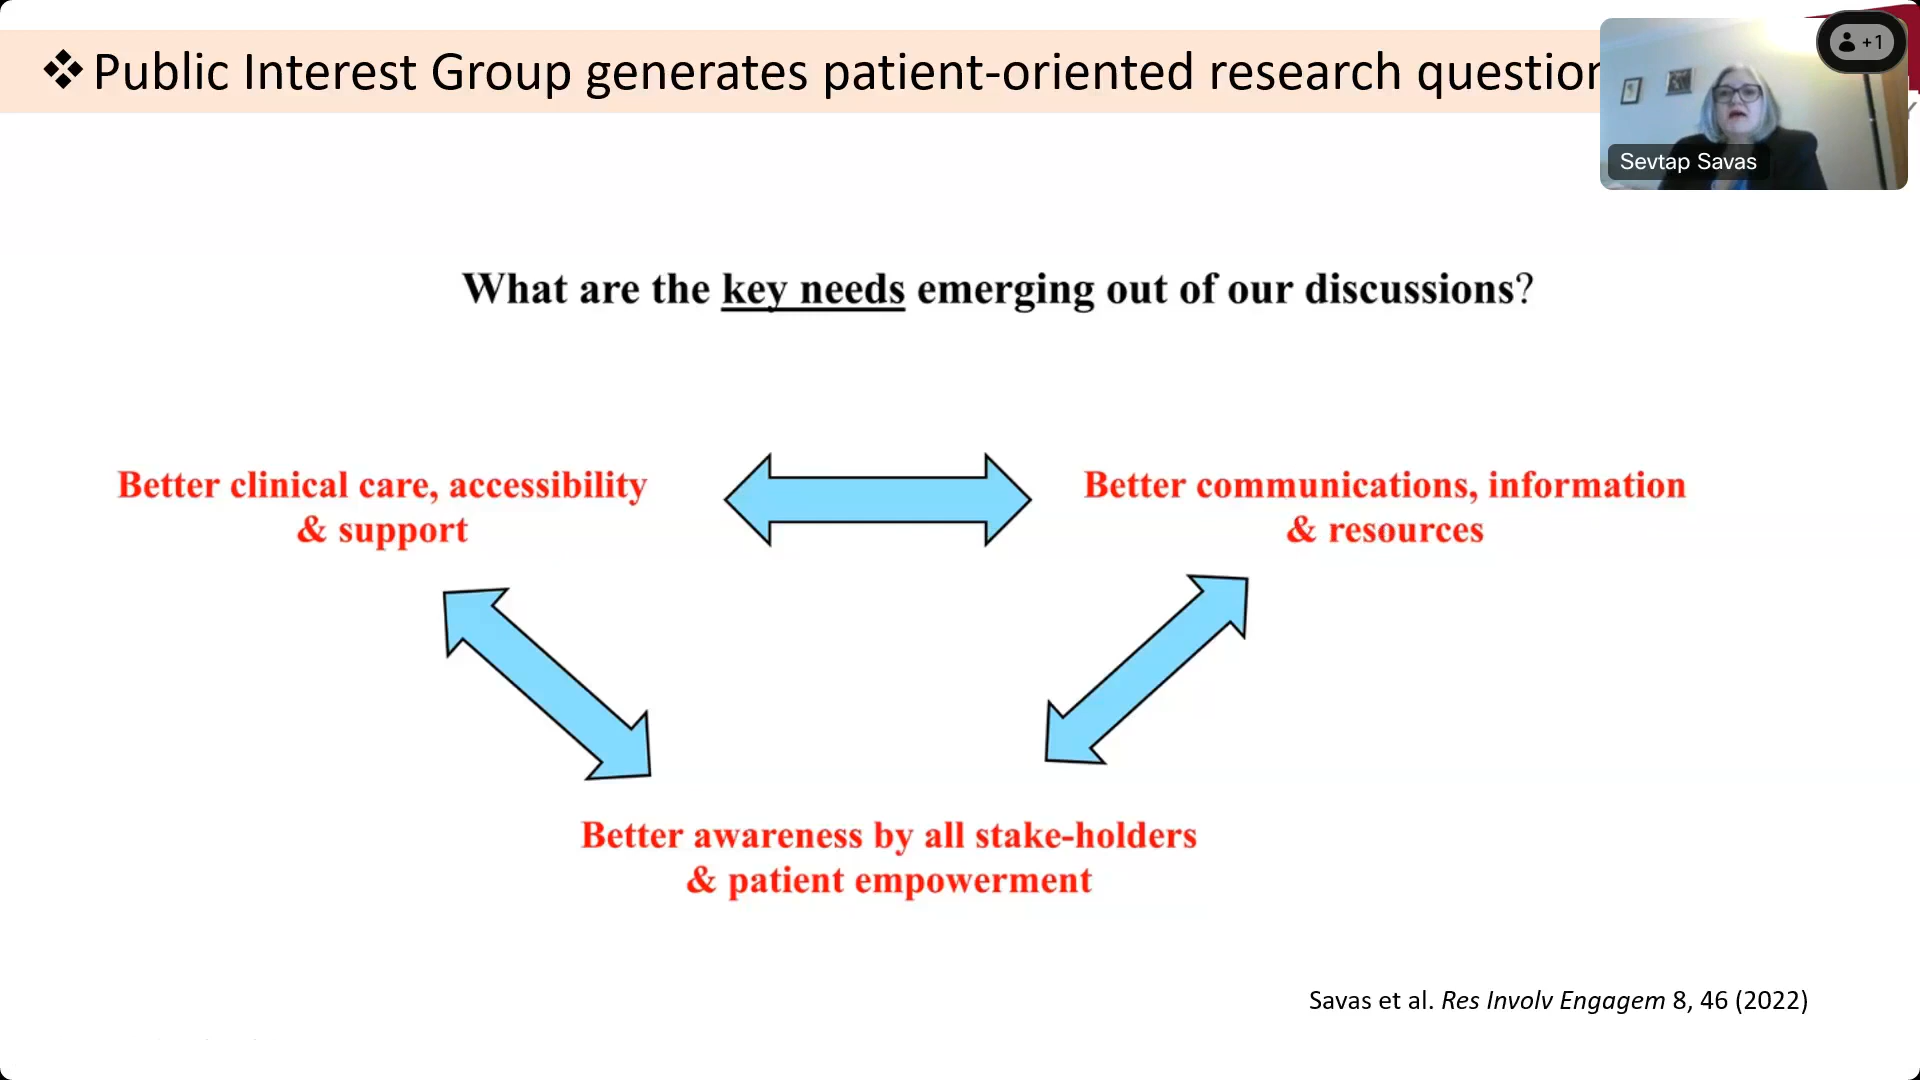 ❖ Public Interest Group generates patient-oriented research question
+1
Sevtap Savas
What are the key needs emerging out of our discussions?
Better clinical care, accessibility
& support
Better communications, information
& resources
Better awareness by all stake-holders
& patient empowerment
Savas et al. Res Involv Engagem 8, 46 (2022)